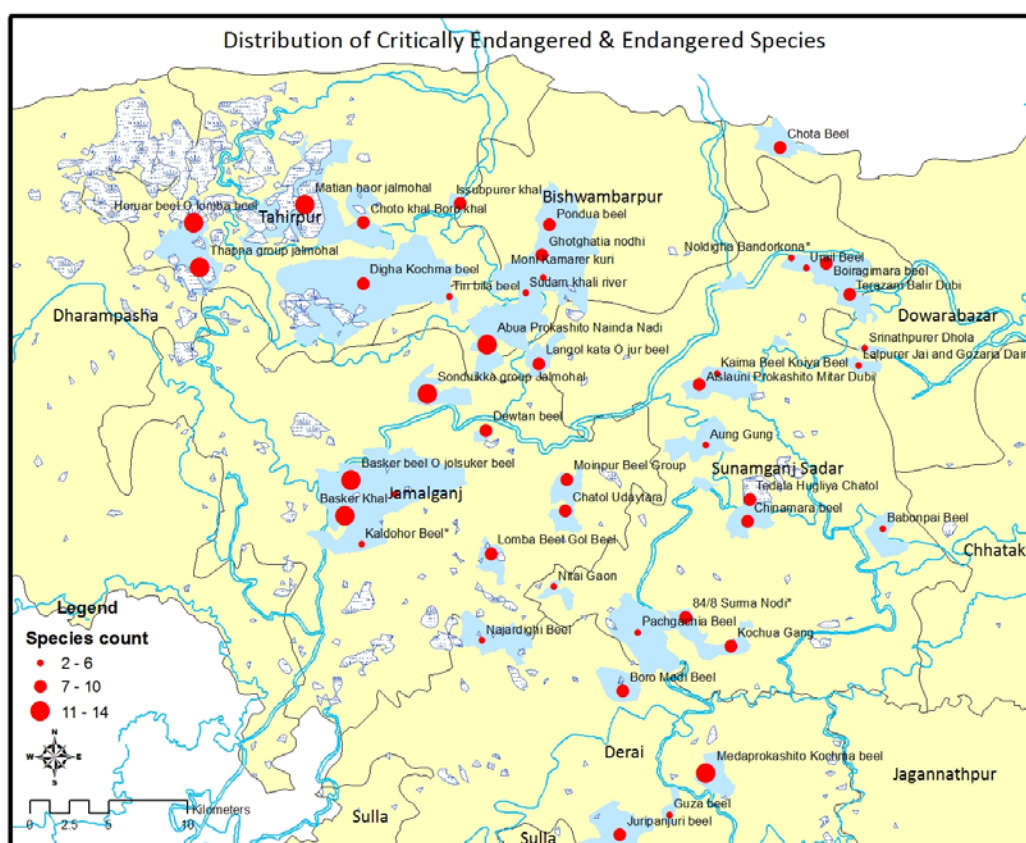 Distribution of Critically Endangered & Endangered Species
Chota Beel
Matian haor jalmohal
Issubpurer khal
Bishwambarpur
Horuar beel O lomba beel
Tahirpur
Choto khal Boro khal
Pondua beel
Ghotghatia nodhi
Noldigha Bandorkona*
Thapna group jalmohal
Moni Kamarer kuri
Urail Beel
Digha Kochma beel
Boiragimara beel
Tin bila beel
Sudam khali river
Terazani Balir Dubi
Dharampasha
Dowarabazar
Abua Prokashito Nainda Nadi
Srinathpurer Dhola
Langol kata O jur beel
Lalpurer Jai and Gozaria Dair
Kaima Beel Koiya Beel
Sonduikka group Jalmohal
Aislauni Prokashito Mitar Dubi
Dewtan beel
Aung Gung
Basker beel O jolsuker beel
Moinpur Beel Group
Sunamganj Sadar
Jamalganj
Tedala Hugliya Chatol
Basker Khal
Chatol Udaytara
Chinamara beel
Babonpai Beel
Kaldohor Beel*
Lomba Beel Gol Beel
Chhatak
Nitai Gaon
Legend
84/8 Surma Nodi*
Species count
Najardighi Beel
Pachgachia Beel
Kochua Gang
2 - 6
7 - 10
Boro Medi Beel
11 - 14
N
W E
S
Derai
Medaprokashito Kochma beel
Jagannathpur
Kilometers
Guza beel
0 2.5 5 10
Sulla
Juripanjuri beel
Sulla